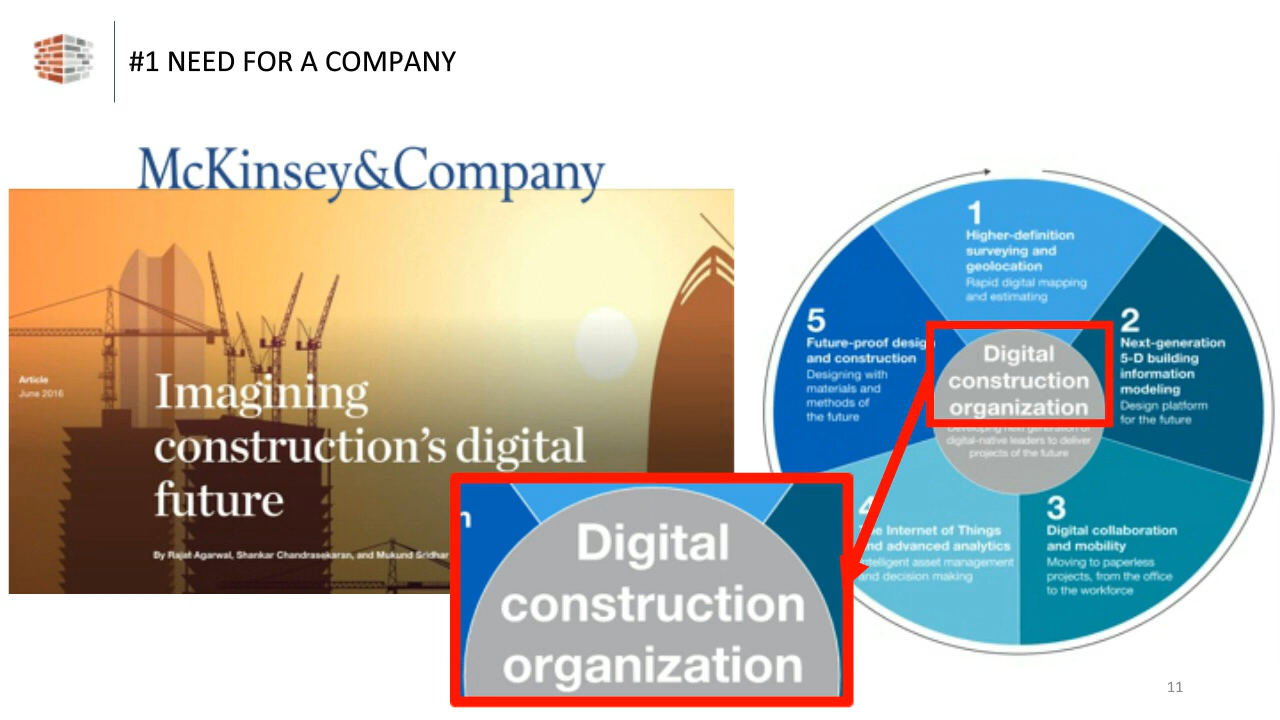 #1 NEED FOR A COMPANY
McKinsey&Company
Article
June 2016
Imagining
construction's digital
future
By Rajat Agarwal, Shankar Chandrasekaran, and Mukund Sridhar
1
Higher-definition
surveying and
geolocation
Rapid digital mapping
and estimating
2
Next-generation
5-D building
information
modeling
Design platform
for the future
3
Digital collaboration
and mobility
Moving to paperless
projects, from the office
to the workforce
4
Internet of Things
advanced analytics
asset management
and decision making
5
Future-proof design
and construction
Designing with
materials and
methods of
the future
Digital
construction
organization
Developing next generation of
digital-native leaders to deliver
projects of the future
n
Digital
construction
organization
11